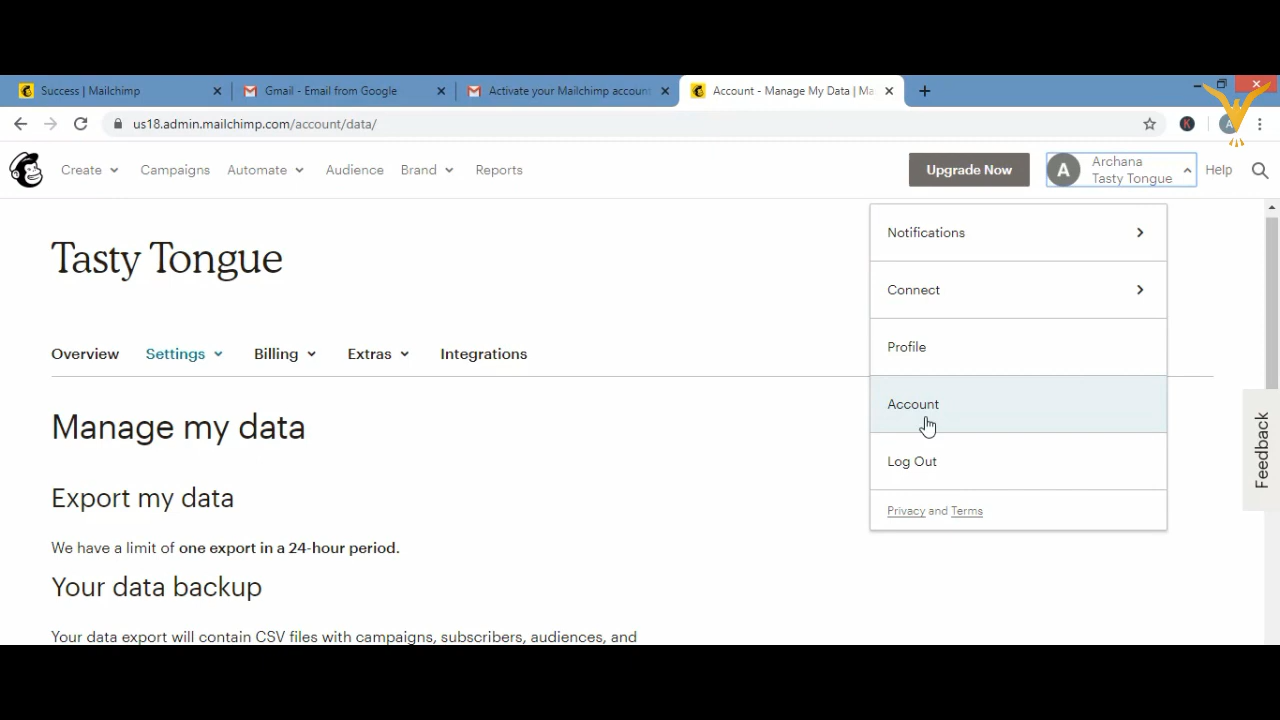 Success | Mailchimp
Gmail - Email from Google
Activate your Mailchimp accoun
Account - Manage My Data | Ma
us18.admin.mailchimp.com/account/data/
K
A
Create
Campaigns
Automate
Audience
Brand
Reports
Upgrade Now
A
Archana
Tasty Tongue
Help
Notifications
Connect
Profile
Account
Log Out
Privacy and Terms
Tasty Tongue
Overview
Settings
Billing
Extras
Integrations
Manage my data
Export my data
We have a limit of one export in a 24-hour period.
Your data backup
Your data export will contain CSV files with campaigns, subscribers, audiences, and
Feedback